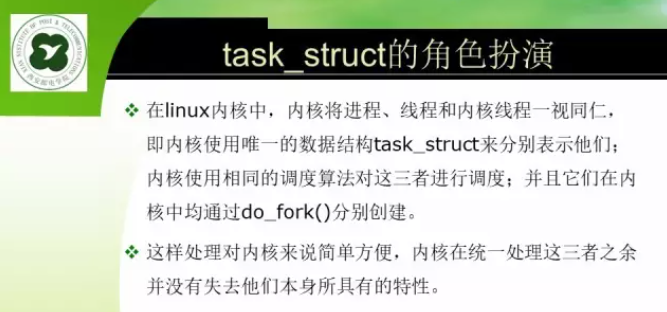 task_struct的角色扮演
在linux内核中，内核将进程、线程和内核线程一视同仁，
即内核使用唯一的数据结构task_struct来分别表示他们；
内核使用相同的调度算法对这三者进行调度；并且它们在内
核中均通过do_fork()分别创建。
这样处理对内核来说简单方便，内核在统一处理这三者之余
并没有失去他们本身所具有的特性。